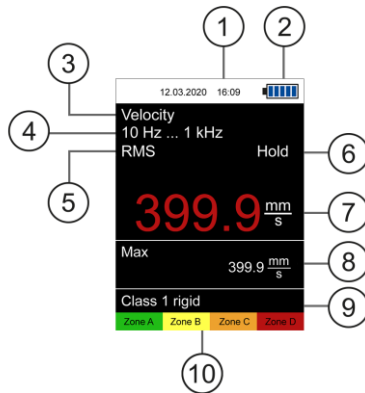 1 2
12.03.2020 16:09
3 Velocity
4 10 Hz ... 1 kHz
5 RMS Hold 6
399.9 mm/s 7
Max
399.9 mm/s 8
Class 1 rigid 9
Zone A Zone B Zone C Zone D
10